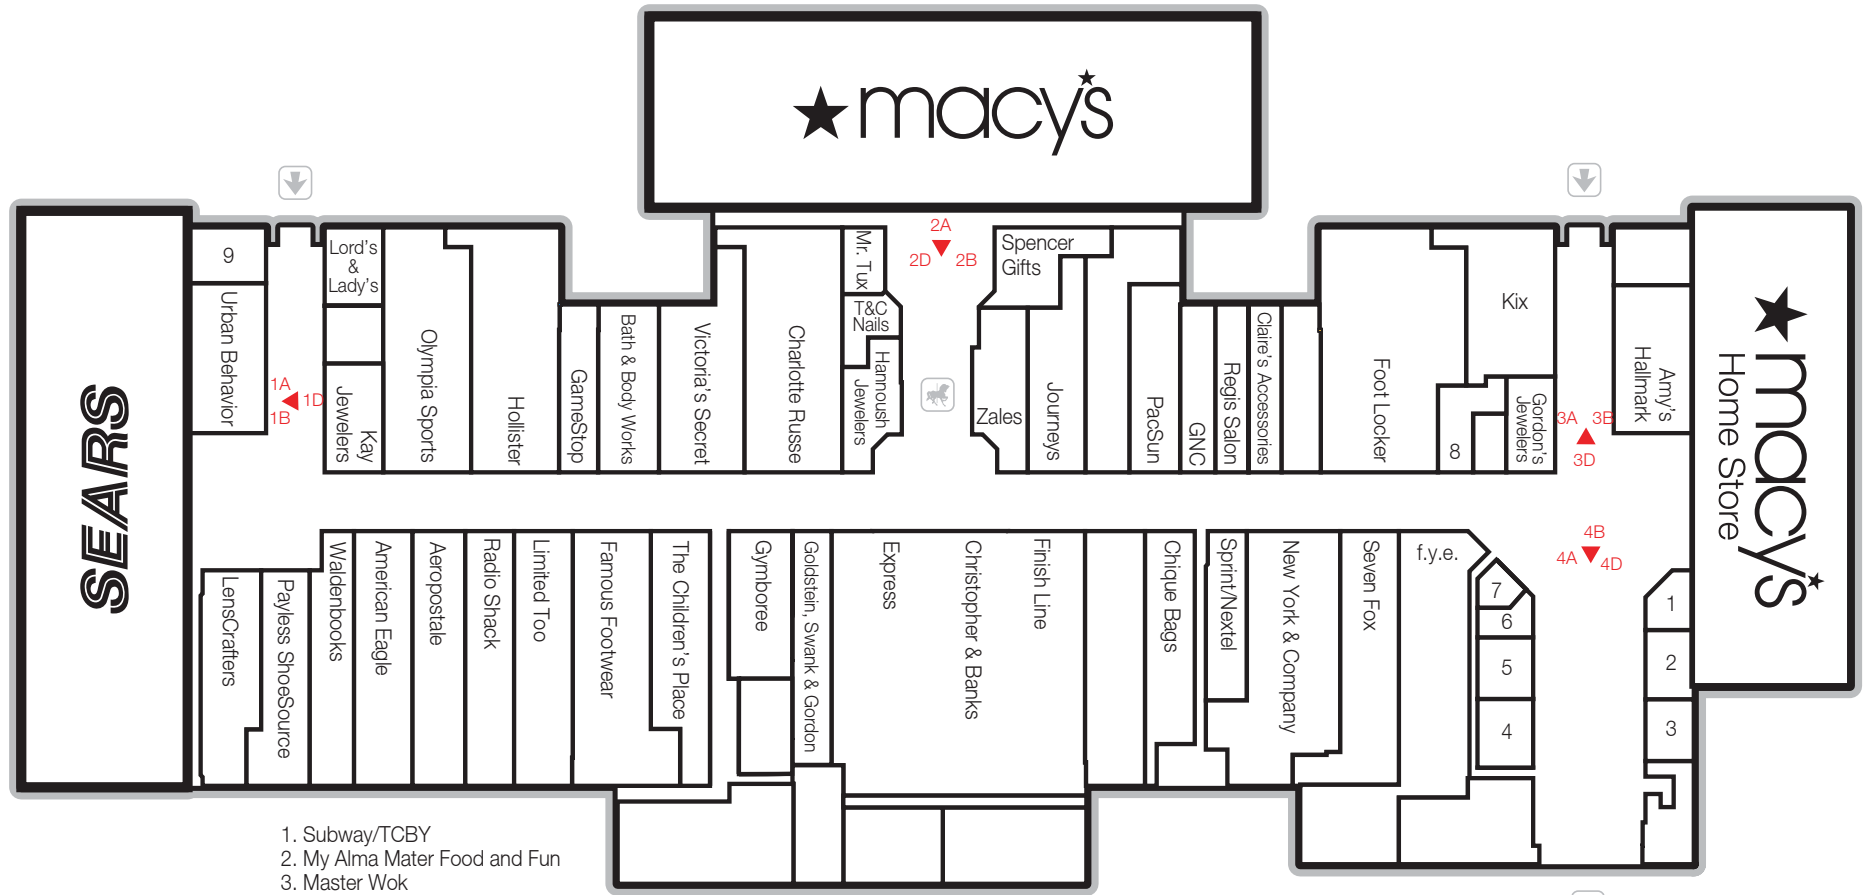 macy's
9
Urban Behavior
Lord's
&
Lady's
Kay
Jewelers
1A
1D
1B
Olympia Sports
Hollister
GameStop
Bath & Body Works
Victoria's Secret
Charlotte Russe
Mr. Tux
T&C
Nails
Hannoush
Jewelers
2A
2D
2B
Spencer
Gifts
Zales
Journeys
PacSun
GNC
Regis Salon
Claire's Accessories
Foot Locker
Kix
8
Gordon's
Jewelers
3A
3B
3D
Amy's
Hallmark
macy's
Home Store
SEARS
LensCrafters
Payless ShoeSource
Waldenbooks
American Eagle
Aeropostale
Radio Shack
Limited Too
Famous Footwear
The Children's Place
Gymboree
Goldstein, Swank & Gordon
Express
Christopher & Banks
Finish Line
Chique Bags
Sprint/Nextel
New York & Company
Seven Fox
f.y.e.
4B
4A
4D
7
6
5
4
1
2
3
1. Subway/TCBY
2. My Alma Mater Food and Fun
3. Master Wok